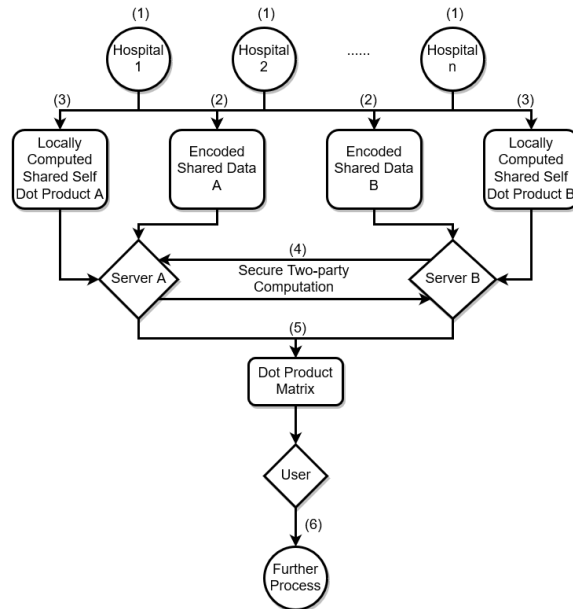 (1) (1) (1)
Hospital
1
Hospital
2
......
Hospital
n
(3) (2) (2) (3)
Locally
Computed
Shared Self
Dot Product A
Encoded
Shared Data
A
Encoded
Shared Data
B
Locally
Computed
Shared Self
Dot Product B
(4)
Server A
Secure Two-party
Computation
Server B
(5)
Dot Product
Matrix
User
(6)
Further
Process